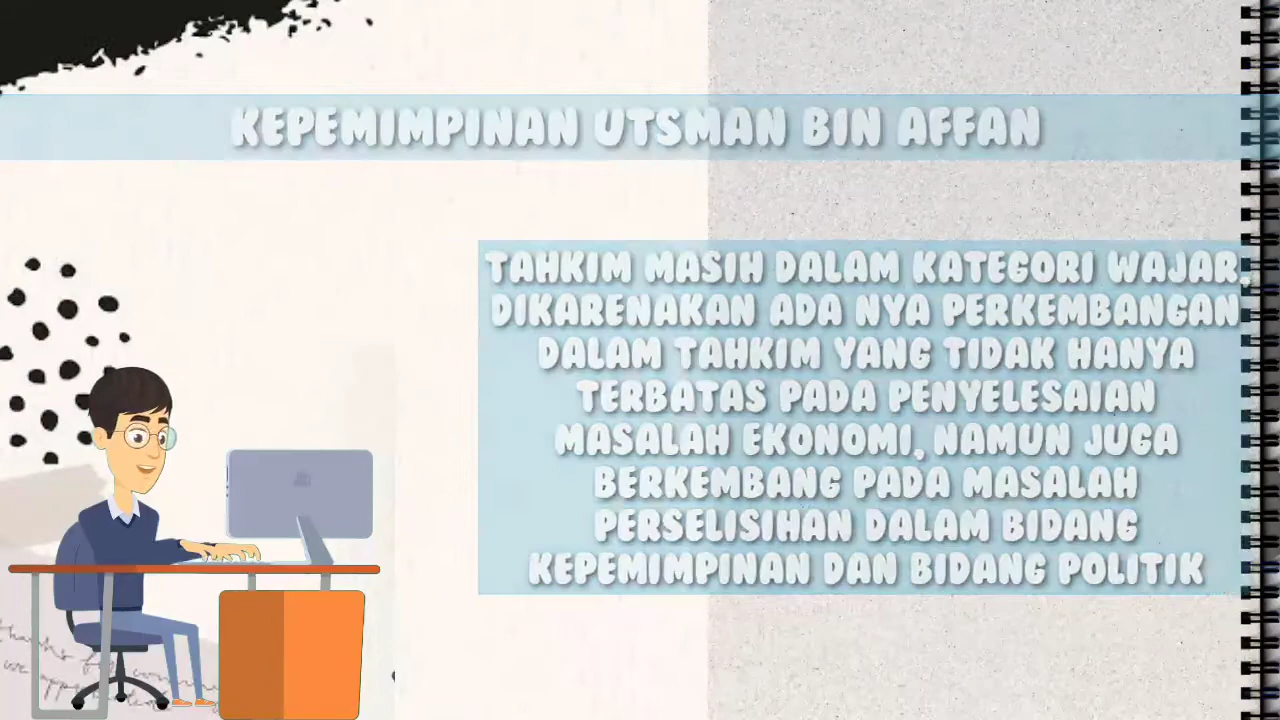 KEPEMIMPINAN UTSMAN BIN AFFAN
TAHKIM MASIH DALAM KATEGORI WAJAR,
DIKARENAKAN ADA NYA PERKEMBANGAN
DALAM TAHKIM YANG TIDAK HANYA
TERBATAS PADA PENYELESAIAN
MASALAH EKONOMI, NAMUN JUGA
BERKEMBANG PADA MASALAH
PERSELISIHAN DALAM BIDANG
KEPEMIMPINAN DAN BIDANG POLITIK